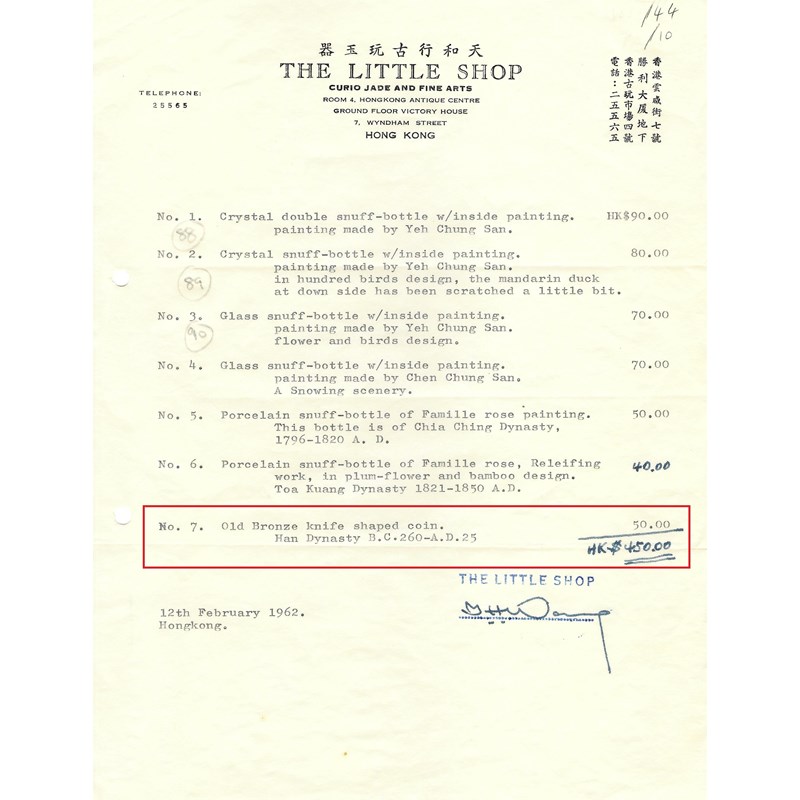 144
/10
天和行古玩玉器
THE LITTLE SHOP
CURIO JADE AND FINE ARTS
ROOM 4, HONGKONG ANTIQUE CENTRE
GROUND FLOOR VICTORY HOUSE
7, WYNDHAM STREET
HONG KONG
TELEPHONE:
25565
香港雲咸街七號
勝利大廈地下
香港古玩市場四號
電話：二五五六五
No. 1. Crystal double snuff-bottle w/inside painting. HK$90.00
painting made by Yeh Chung San.
88
No. 2. Crystal snuff-bottle w/inside painting. 80.00
painting made by Yeh Chung San.
in hundred birds design, the mandarin duck
at down side has been scratched a little bit.
89
No. 3. Glass snuff-bottle w/inside painting. 70.00
painting made by Yeh Chung San.
flower and birds design.
90
No. 4. Glass snuff-bottle w/inside painting. 70.00
painting made by Chen Chung San.
A Snowing scenery.
No. 5. Porcelain snuff-bottle of Famille rose painting. 50.00
This bottle is of Chia Ching Dynasty,
1796-1820 A. D.
No. 6. Porcelain snuff-bottle of Famille rose, Releifing 40.00
work, in plum-flower and bamboo design.
Toa Kuang Dynasty 1821-1850 A.D.
No. 7. Old Bronze knife shaped coin. 50.00
Han Dynasty B.C.260-A.D.25
HK$450.00
THE LITTLE SHOP
12th February 1962.
Hongkong.